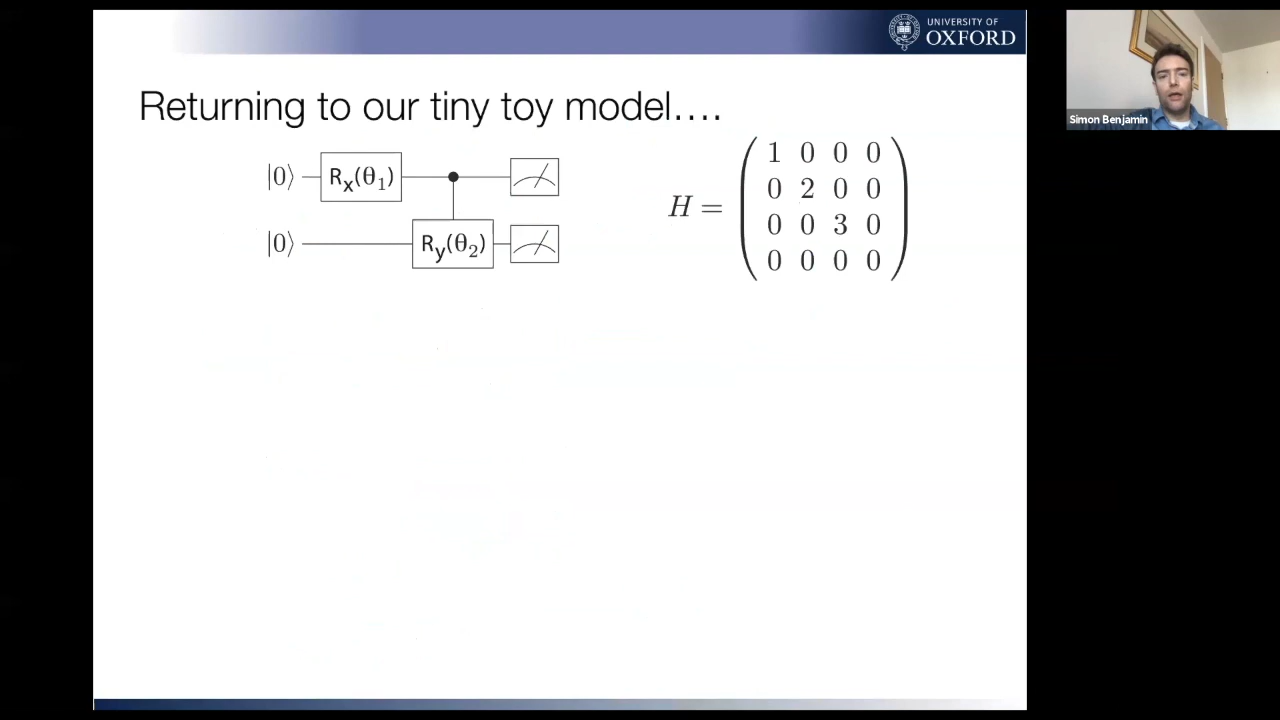 UNIVERSITY OF
OXFORD
Simon Benjamin
Returning to our tiny toy model….
|0⟩ Rx(θ1)
|0⟩ Ry(θ2)
H =
1 0 0 0
0 2 0 0
0 0 3 0
0 0 0 0